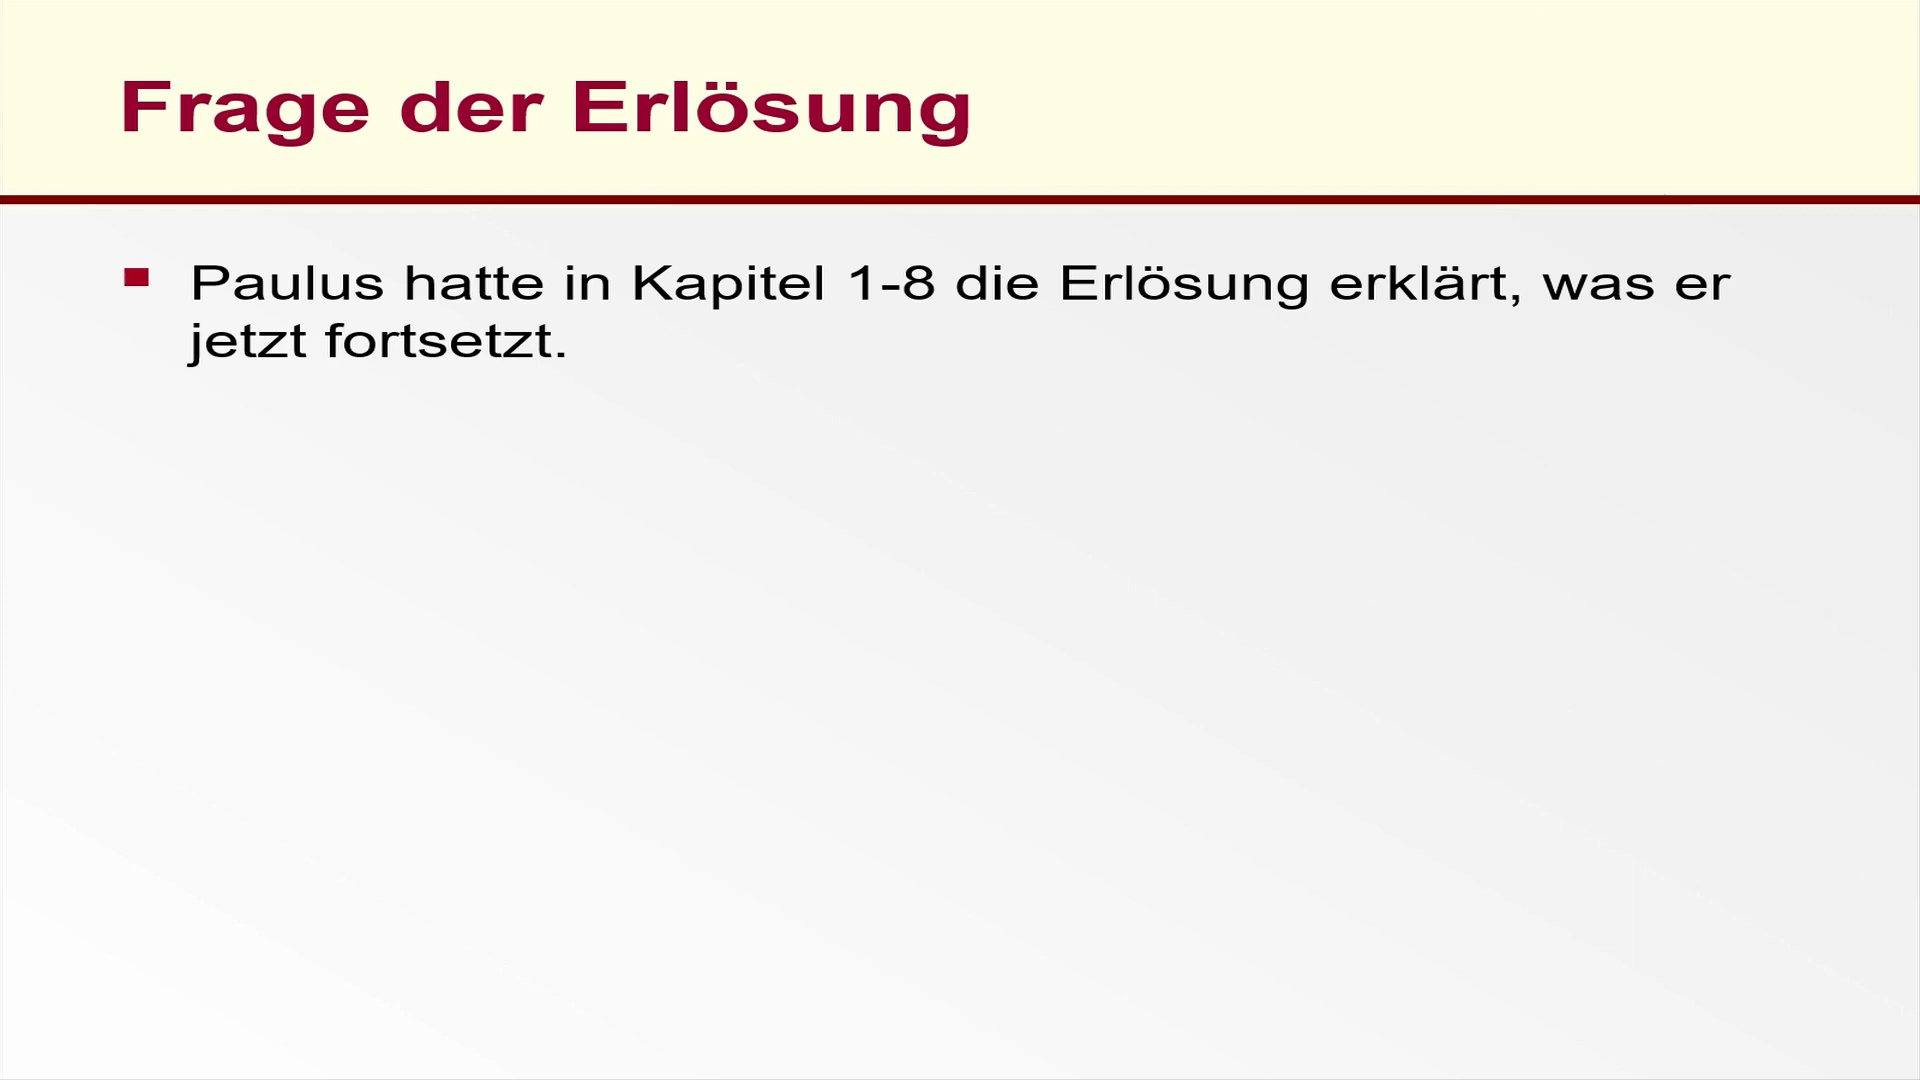 Frage der Erlösung
Paulus hatte in Kapitel 1-8 die Erlösung erklärt, was er
jetzt fortsetzt.